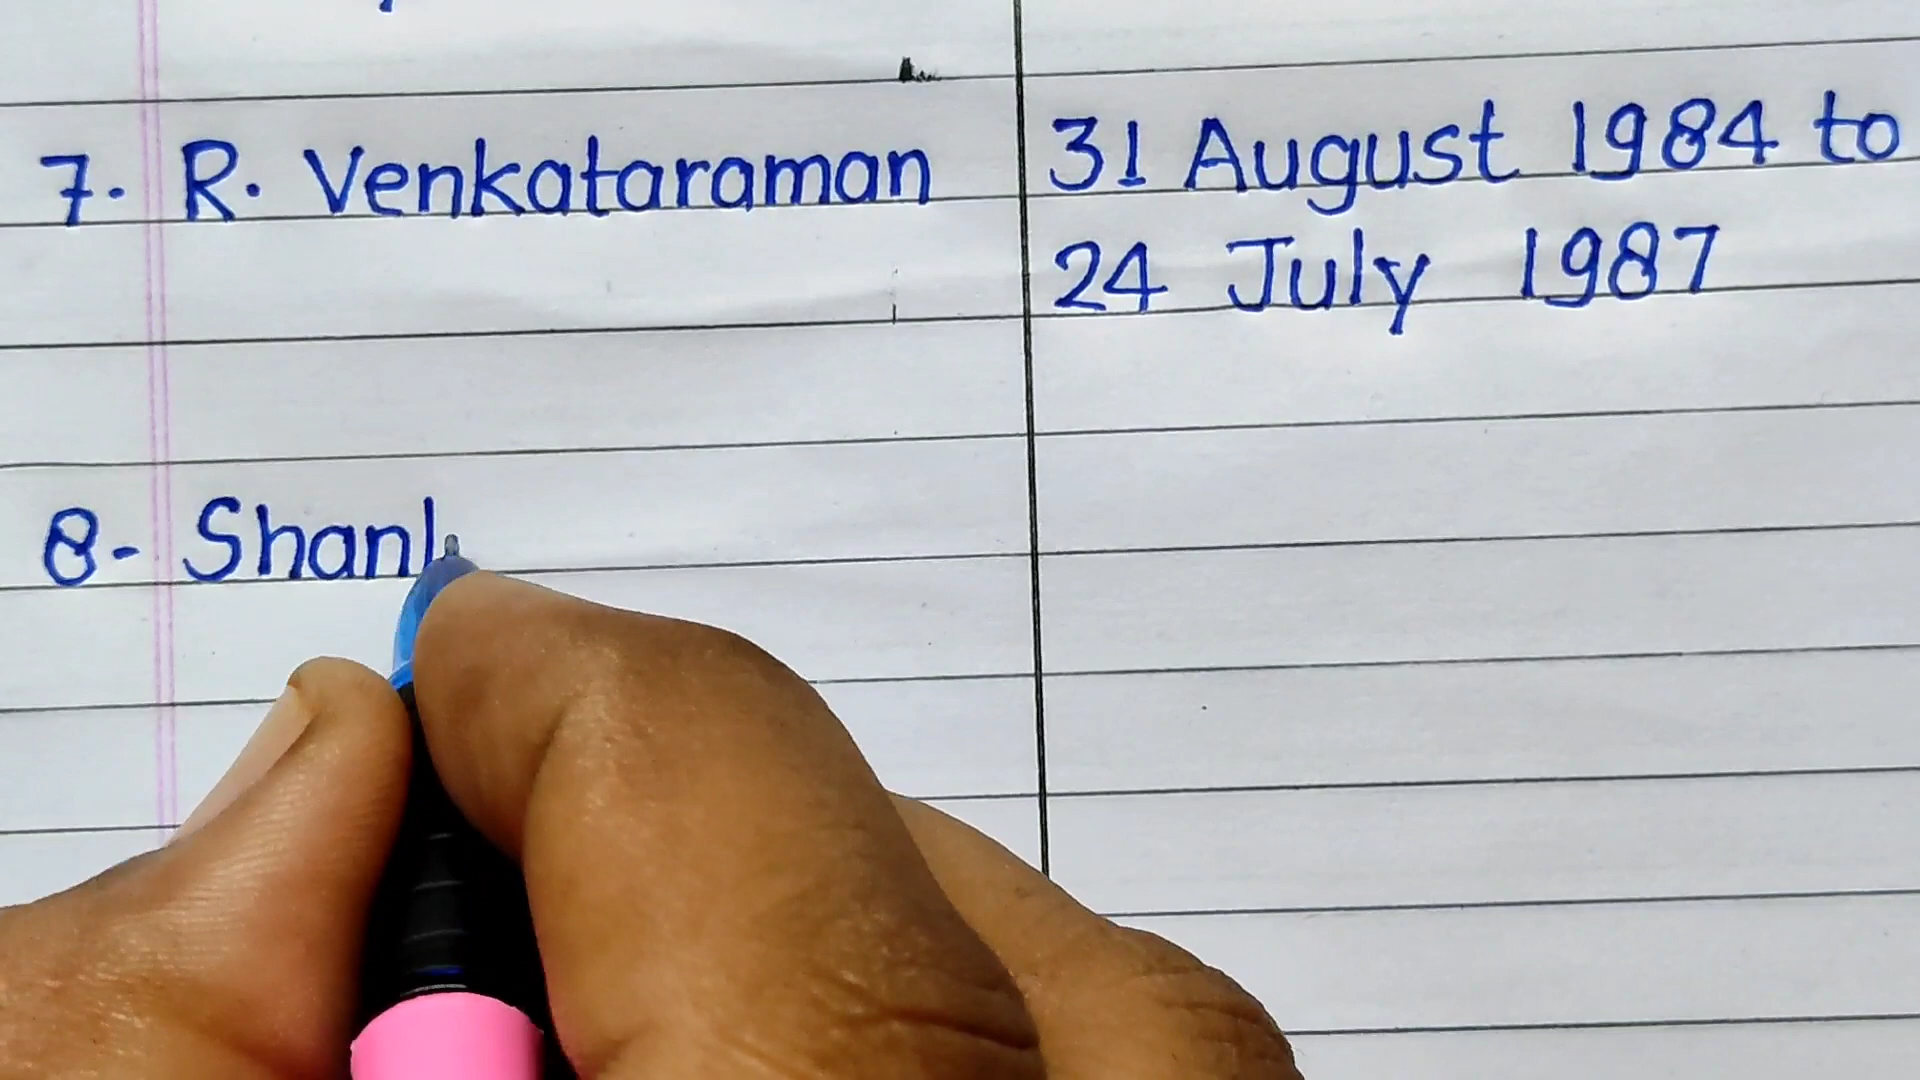 7. R. Venkataraman
31 August 1984 to
24 July 1987
8- Shan